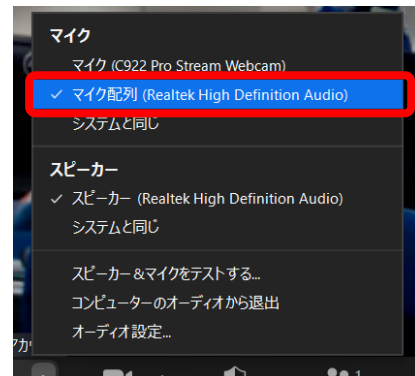 マイク
マイク (C922 Pro Stream Webcam)
✓ マイク配列 (Realtek High Definition Audio)
システムと同じ
スピーカー
✓ スピーカー (Realtek High Definition Audio)
システムと同じ
スピーカー&マイクをテストする...
コンピューターのオーディオから退出
オーディオ設定...
アカ
1